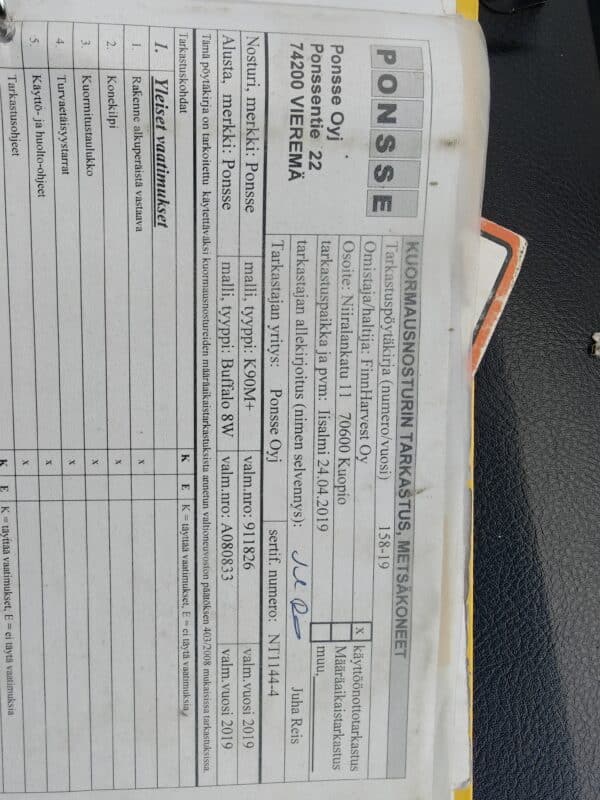 PONSSE
Ponsse Oyj
Ponssentie 22
74200 VIEREMÄ
KUORMAUSNOSTURIN TARKASTUS, METSÄKONEET
Tarkastuspöytäkirja (numero/vuosi) 158-19
Omistaja/haltija: FinnHarvest Oy
Osoite: Niiralankatu 11 70600 Kuopio
tarkastuspaikka ja pvm: Iisalmi 24.04.2019
x käyttöönottotarkastus
Määräaikaistarkastus
muu,
tarkastajan allekirjoitus (nimen selvennys): Juha Reis
Tarkastajan yritys: Ponsse Oyj sertif. numero: NT1144-4
Nosturi, merkki: Ponsse malli, tyyppi: K90M+ valm.nro: 911826 valm.vuosi 2019
Alusta, merkki: Ponsse malli, tyyppi: Buffalo 8W valm.nro: A080833 valm.vuosi 2019
Tämä pöytäkirja on tarkoitettu käytettäväksi kuormausnostureiden määräaikaistarkastuksista annetun valtioneuvoston päätöksen 403/2008 mukaisissa tarkastuksissa.
Tarkastuskohdat K E K = täyttää vaatimukset, E = ei täytä vaatimuksia
1. Yleiset vaatimukset
1. Rakenne alkuperäistä vastaava x
2. Konekilpi x
3. Kuormitustaulukko x
4. Turvaetäisyystarrat x
5. Käyttö- ja huolto-ohjeet x
Tarkastusohjeet K E K = täyttää vaatimukset, E = ei täytä vaatimuksia